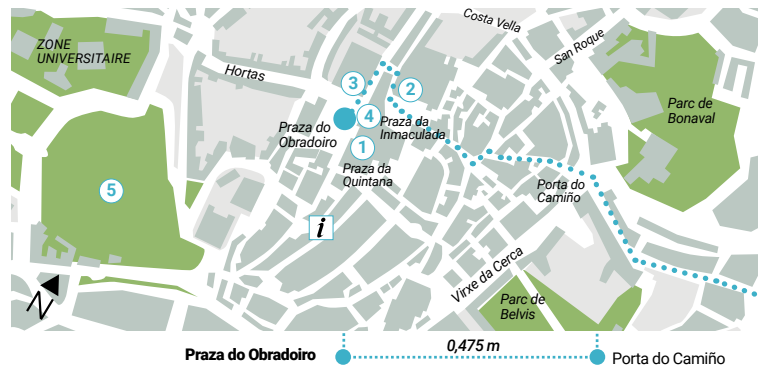 Costa Vella
ZONE
UNIVERSITAIRE
San Roque
Hortas
3
2
Parc de
Bonaval
4
Praza do
Obradoiro
Praza da
Inmaculada
1
Praza da
Quintana
5
Porta do
Camiño
i
Virxe da Cerca
N
Parc de
Belvis
Praza do Obradoiro
0,475 m
Porta do Camiño